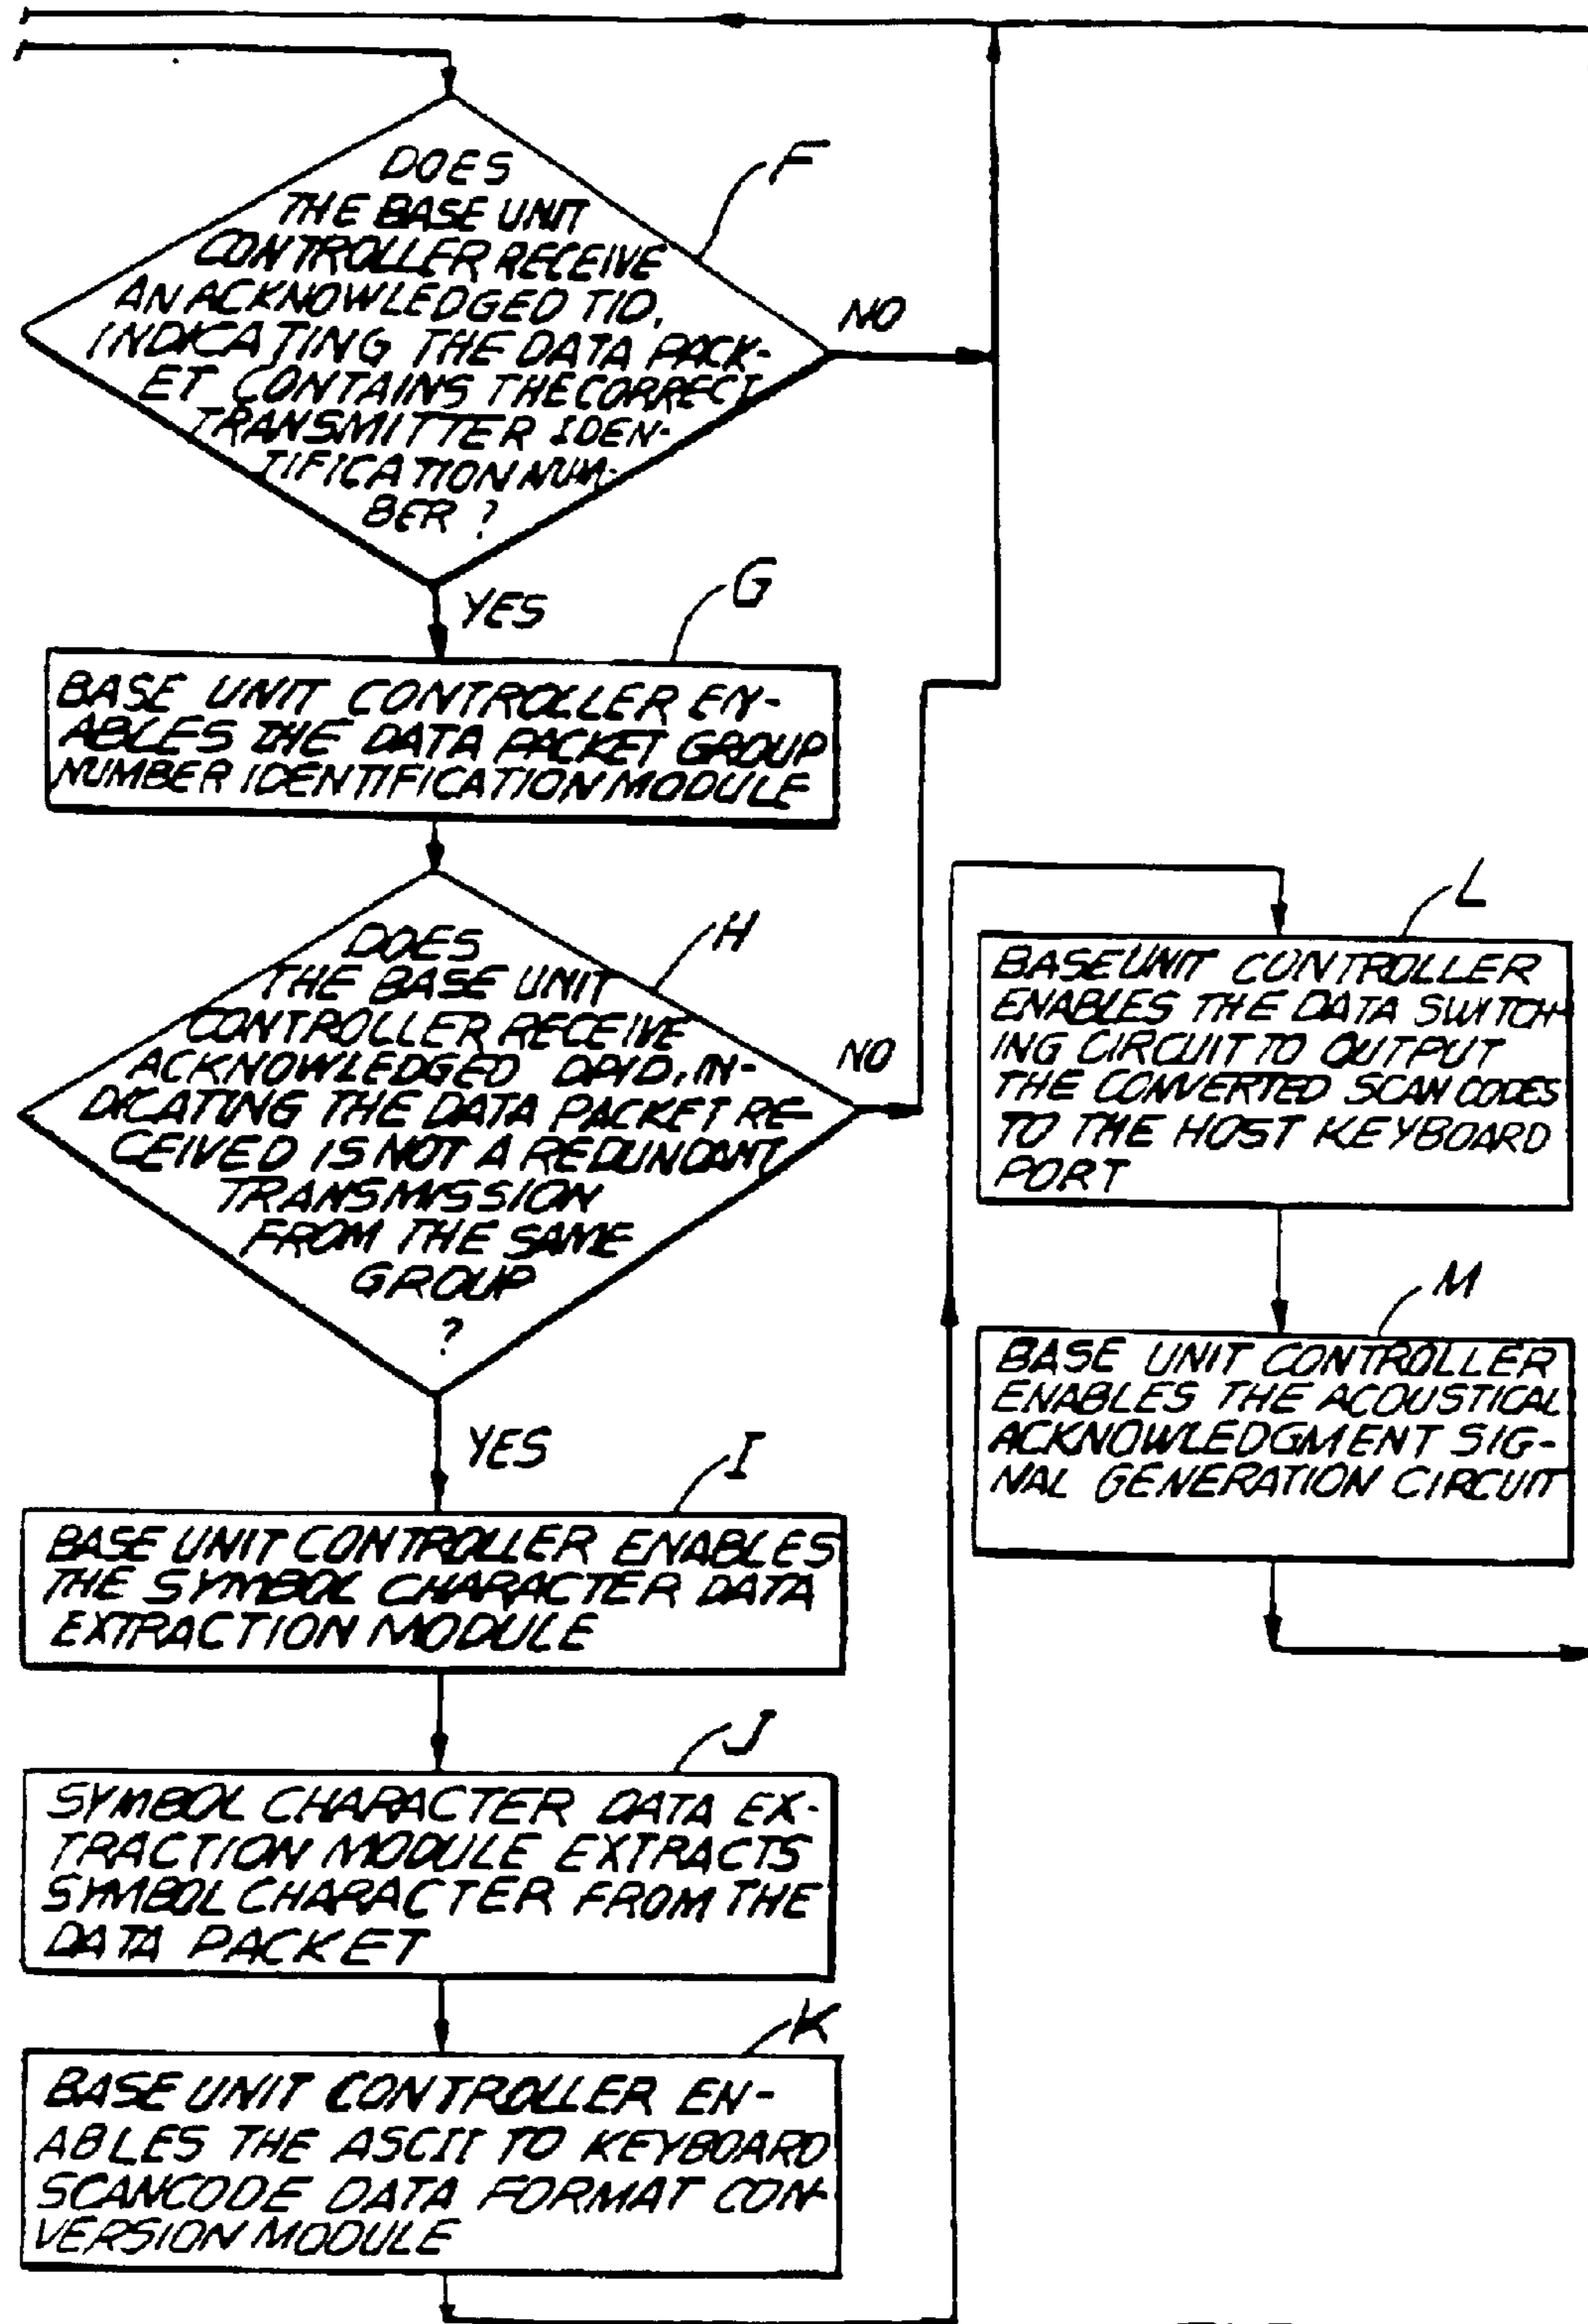 F
DOES
THE BASE UNIT
CONTROLLER RECEIVE
AN ACKNOWLEDGED TID,
INDICATING THE DATA PACK-
ET CONTAINS THE CORRECT
TRANSMITTER IDEN-
TIFICATION NUM-
BER ?
NO
YES
G
BASE UNIT CONTROLLER EN-
ABLES THE DATA PACKET GROUP
NUMBER IDENTIFICATION MODULE
H
DOES
THE BASE UNIT
CONTROLLER RECEIVE
ACKNOWLEDGED DPID, IN-
DICATING THE DATA PACKET RE-
CEIVED IS NOT A REDUNDANT
TRANSMISSION
FROM THE SAME
GROUP
?
NO
YES
I
BASE UNIT CONTROLLER ENABLES
THE SYMBOL CHARACTER DATA
EXTRACTION MODULE
J
SYMBOL CHARACTER DATA EX-
TRACTION MODULE EXTRACTS
SYMBOL CHARACTER FROM THE
DATA PACKET
K
BASE UNIT CONTROLLER EN-
ABLES THE ASCII TO KEYBOARD
SCANCODE DATA FORMAT CON-
VERSION MODULE
L
BASE UNIT CONTROLLER
ENABLES THE DATA SWITCH-
ING CIRCUIT TO OUTPUT
THE CONVERTED SCAN CODES
TO THE HOST KEYBOARD
PORT
M
BASE UNIT CONTROLLER
ENABLES THE ACOUSTICAL
ACKNOWLEDGMENT SIG-
NAL GENERATION CIRCUIT